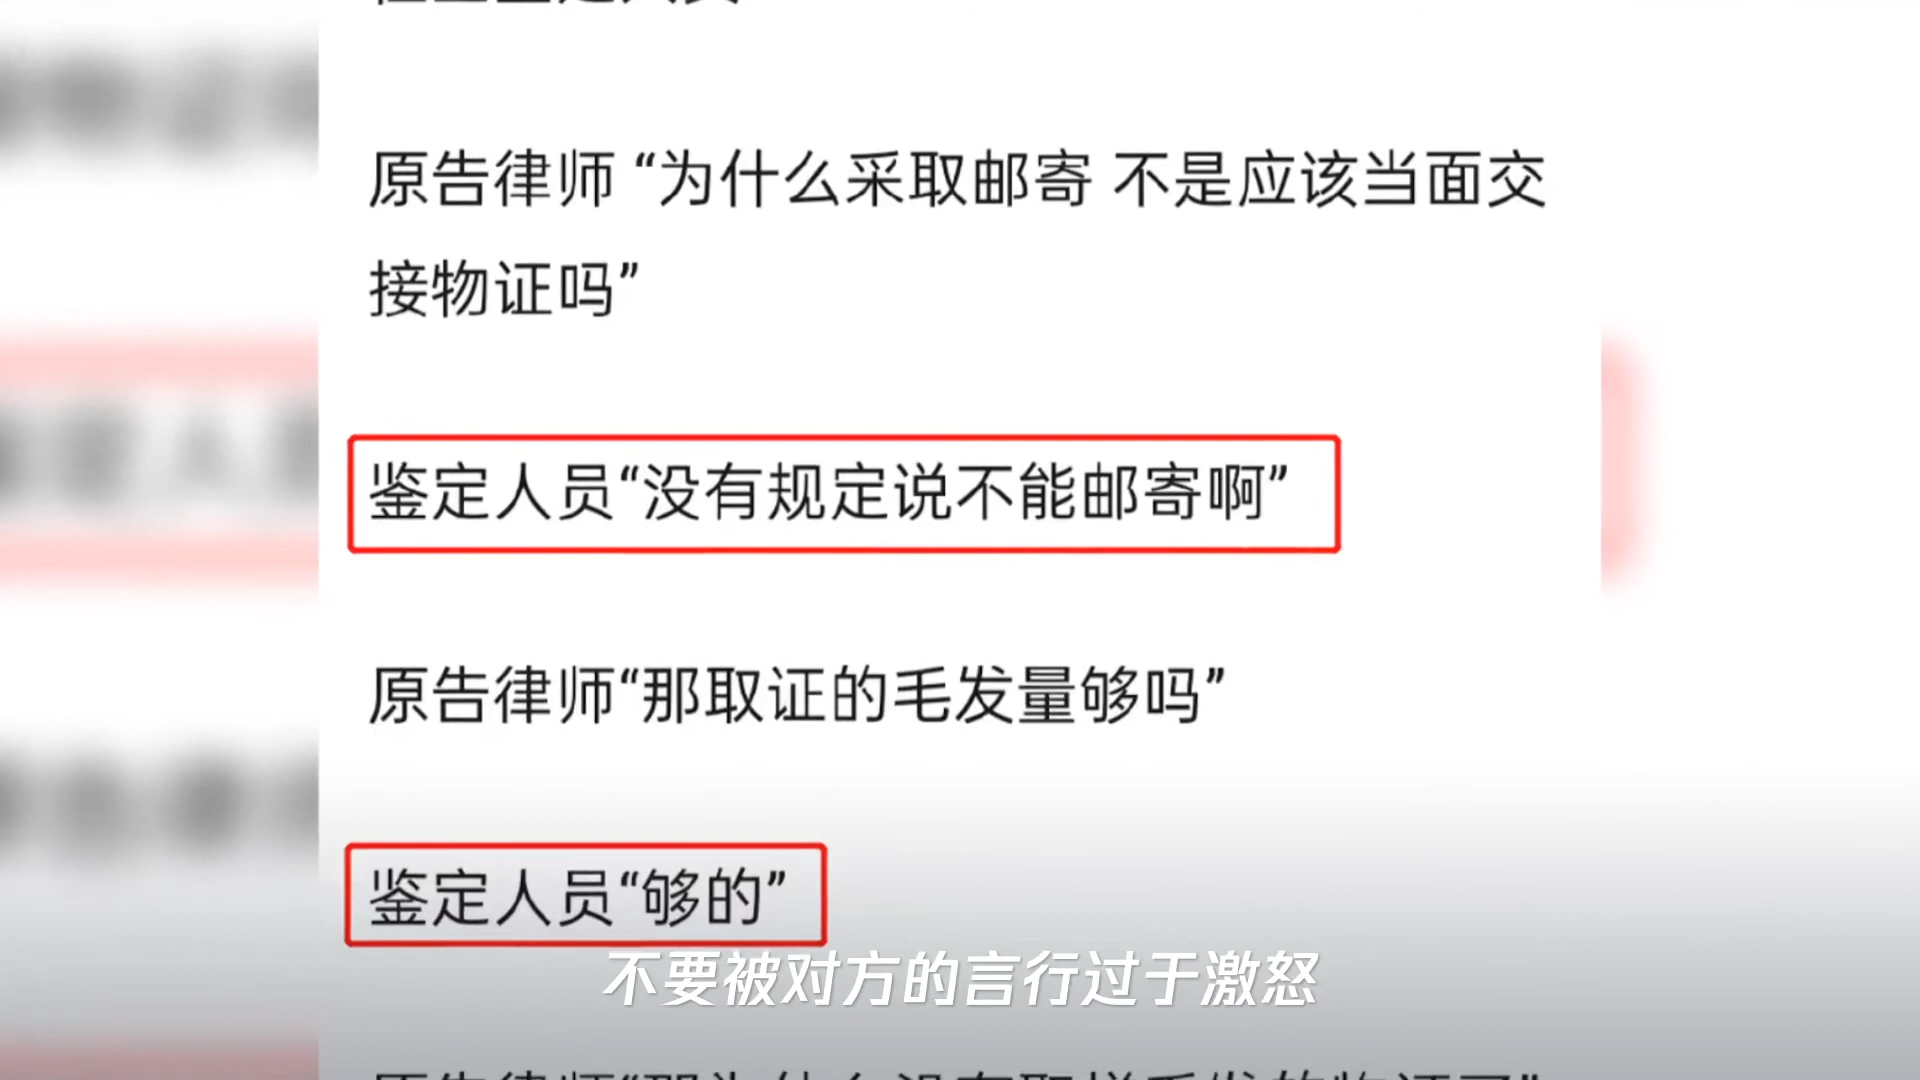 原告律师 “为什么采取邮寄 不是应该当面交
接物证吗”
鉴定人员“没有规定说不能邮寄啊”
原告律师“那取证的毛发量够吗”
鉴定人员“够的”
不要被对方的言行过于激怒